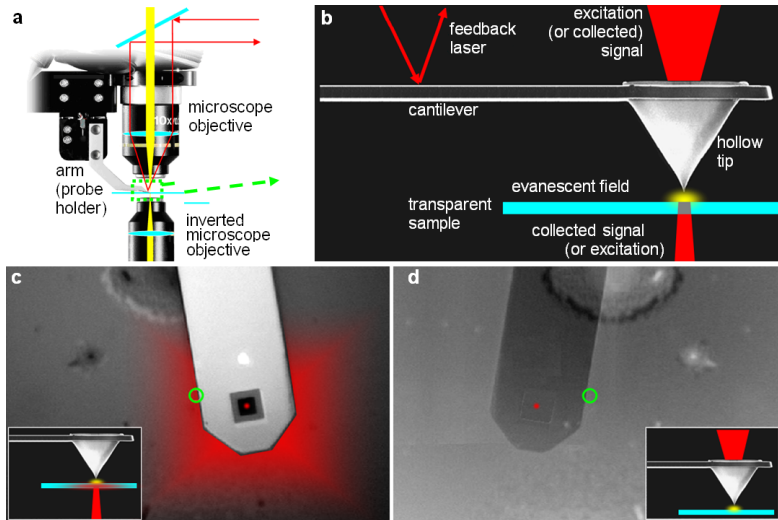 a
microscope
objective
10x
arm
(probe
holder)
inverted
microscope
objective
b
feedback
laser
excitation
(or collected)
signal
cantilever
hollow
tip
evanescent field
transparent
sample
collected signal
(or excitation)
c
d